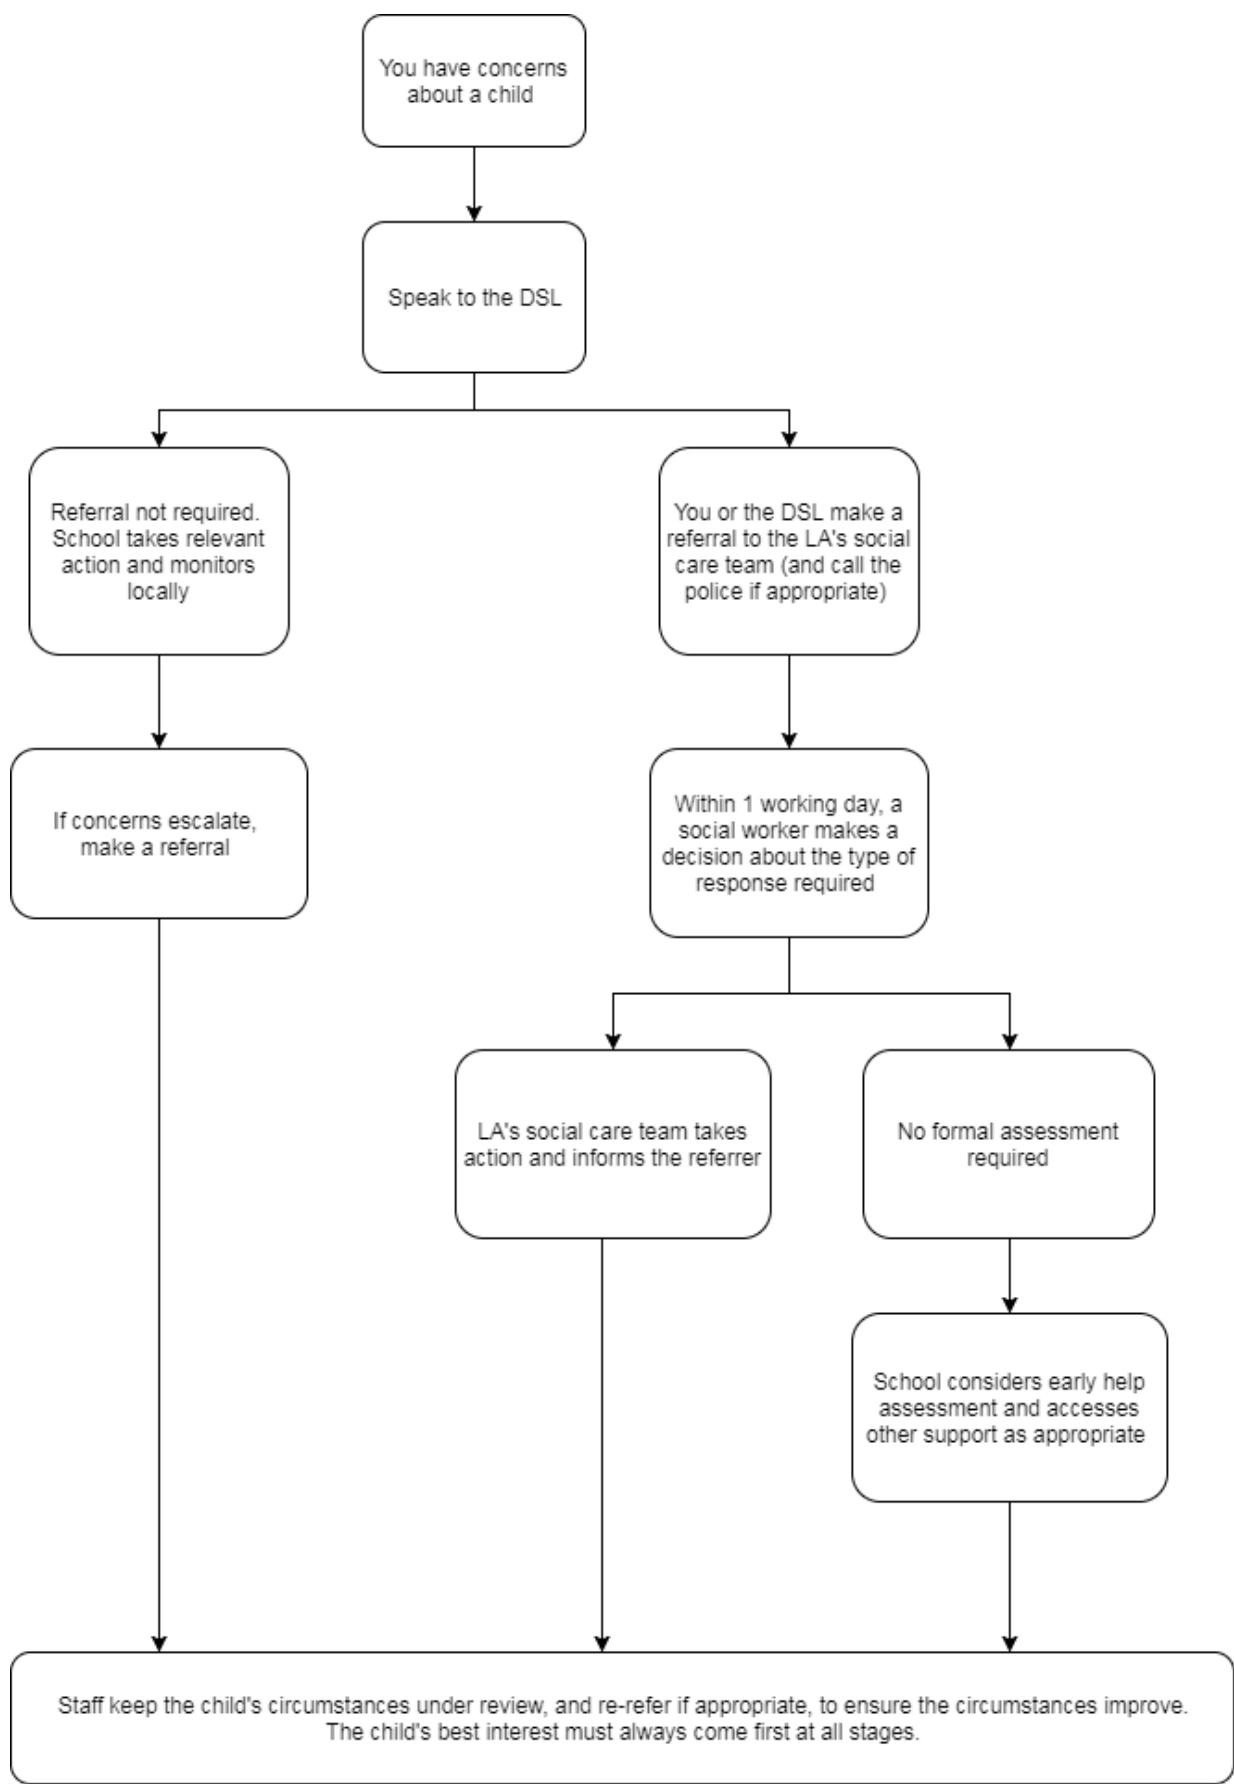 You have concerns
about a child
Speak to the DSL
Referral not required.
School takes relevant
action and monitors
locally
You or the DSL make a
referral to the LA's social
care team (and call the
police if appropriate)
If concerns escalate,
make a referral
Within 1 working day, a
social worker makes a
decision about the type of
response required
LA's social care team takes
action and informs the referrer
No formal assessment
required
School considers early help
assessment and accesses
other support as appropriate
Staff keep the child's circumstances under review, and re-refer if appropriate, to ensure the circumstances improve.
The child's best interest must always come first at all stages.